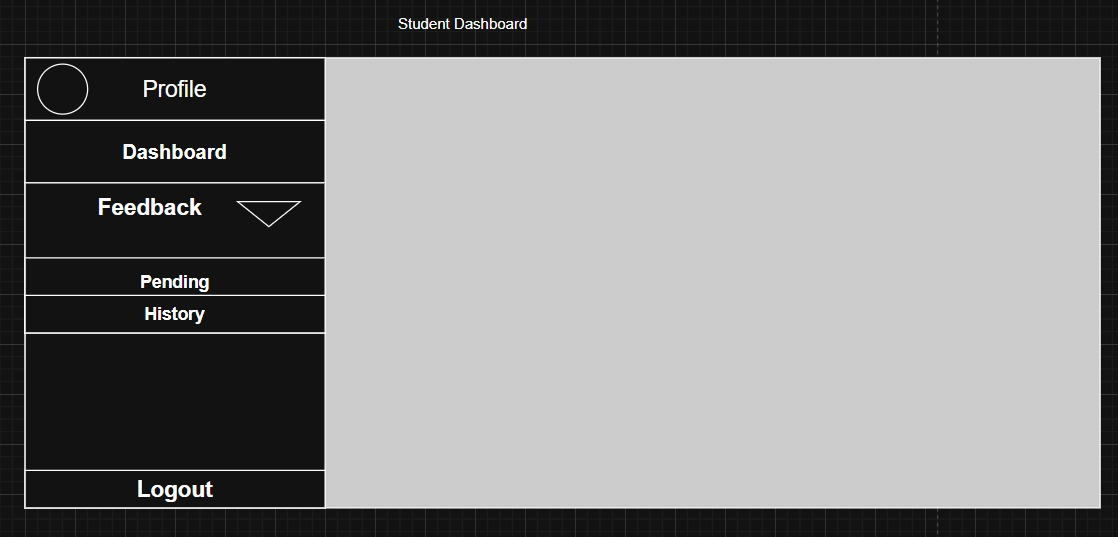 Student Dashboard
Profile
Dashboard
Feedback
Pending
History
Logout